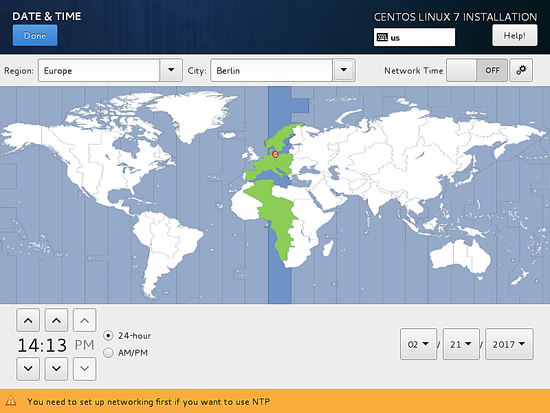 DATE & TIME
CENTOS LINUX 7 INSTALLATION
Done
us
Help!
Region: Europe City: Berlin Network Time OFF
24-hour
14:13 PM
AM/PM
02 / 21 / 2017
You need to set up networking first if you want to use NTP